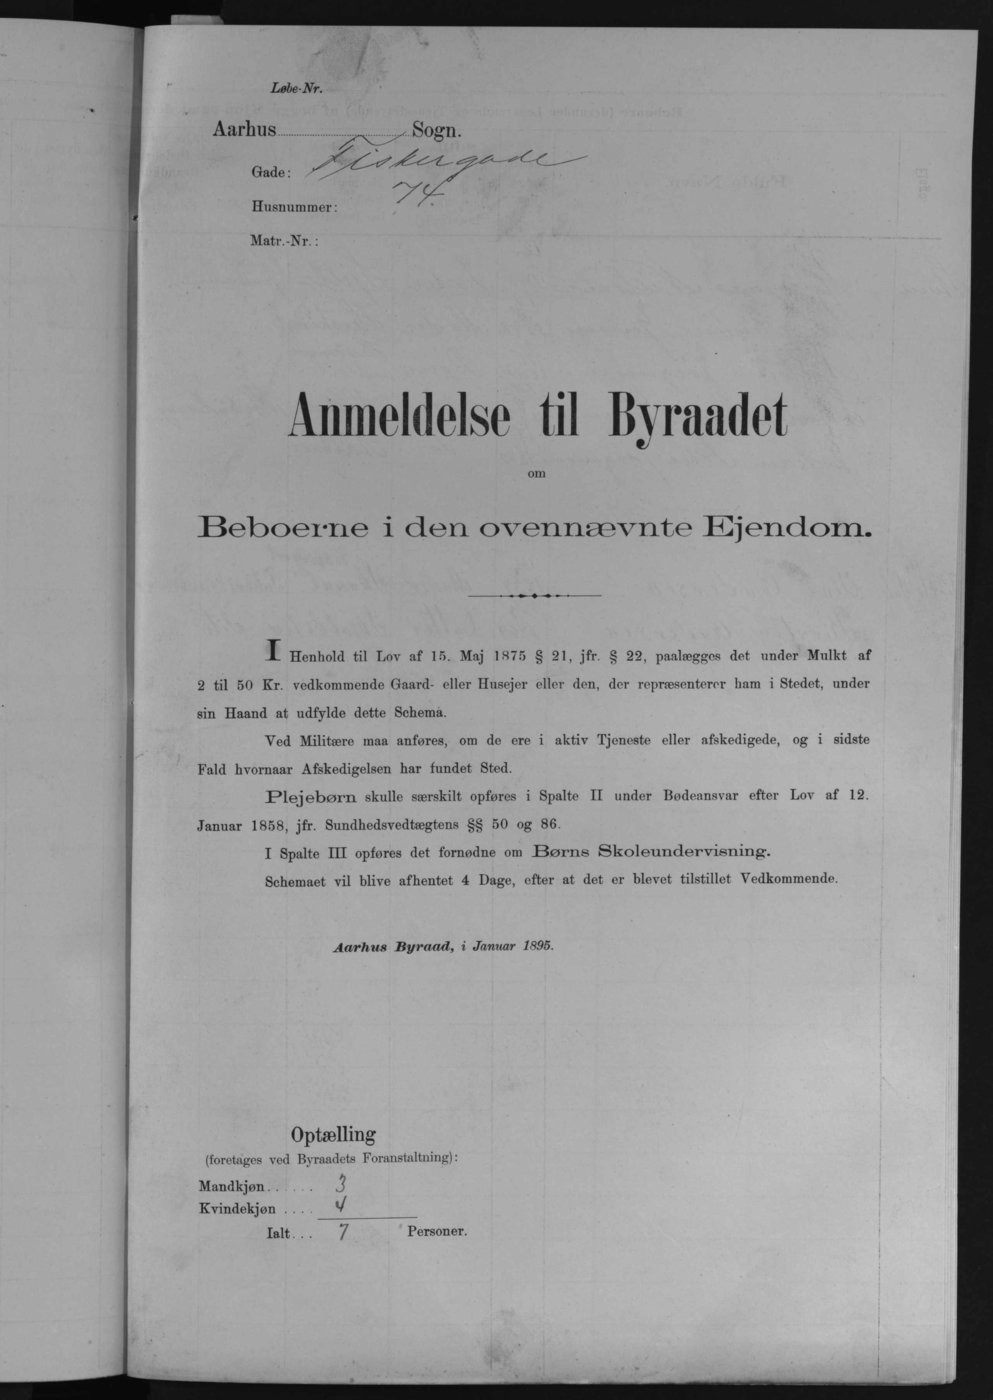 Løbe-Nr.
Aarhus Sogn.
Gade: Fiskergade
Husnummer: 74.
Matr.-Nr.:
Anmeldelse til Byraadet
om
Beboerne i den ovennævnte Ejendom.
I Henhold til Lov af 15. Maj 1875 § 21, jfr. § 22, paalægges det under Mulkt af
2 til 50 Kr. vedkommende Gaard- eller Husejer eller den, der repræsenterer ham i Stedet, under
sin Haand at udfylde dette Schema.
Ved Militære maa anføres, om de ere i aktiv Tjeneste eller afskedigede, og i sidste
Fald hvornaar Afskedigelsen har fundet Sted.
Plejebørn skulle særskilt opføres i Spalte II under Bødeansvar efter Lov af 12.
Januar 1858, jfr. Sundhedsvedtægtens §§ 50 og 86.
I Spalte III opføres det fornødne om Børns Skoleundervisning.
Schemaet vil blive afhentet 4 Dage, efter at det er blevet tilstillet Vedkommende.
Aarhus Byraad, i Januar 1895.
Optælling
(foretages ved Byraadets Foranstaltning):
Mandkjøn...... 3
Kvindekjøn .... 4
Ialt... 7 Personer.